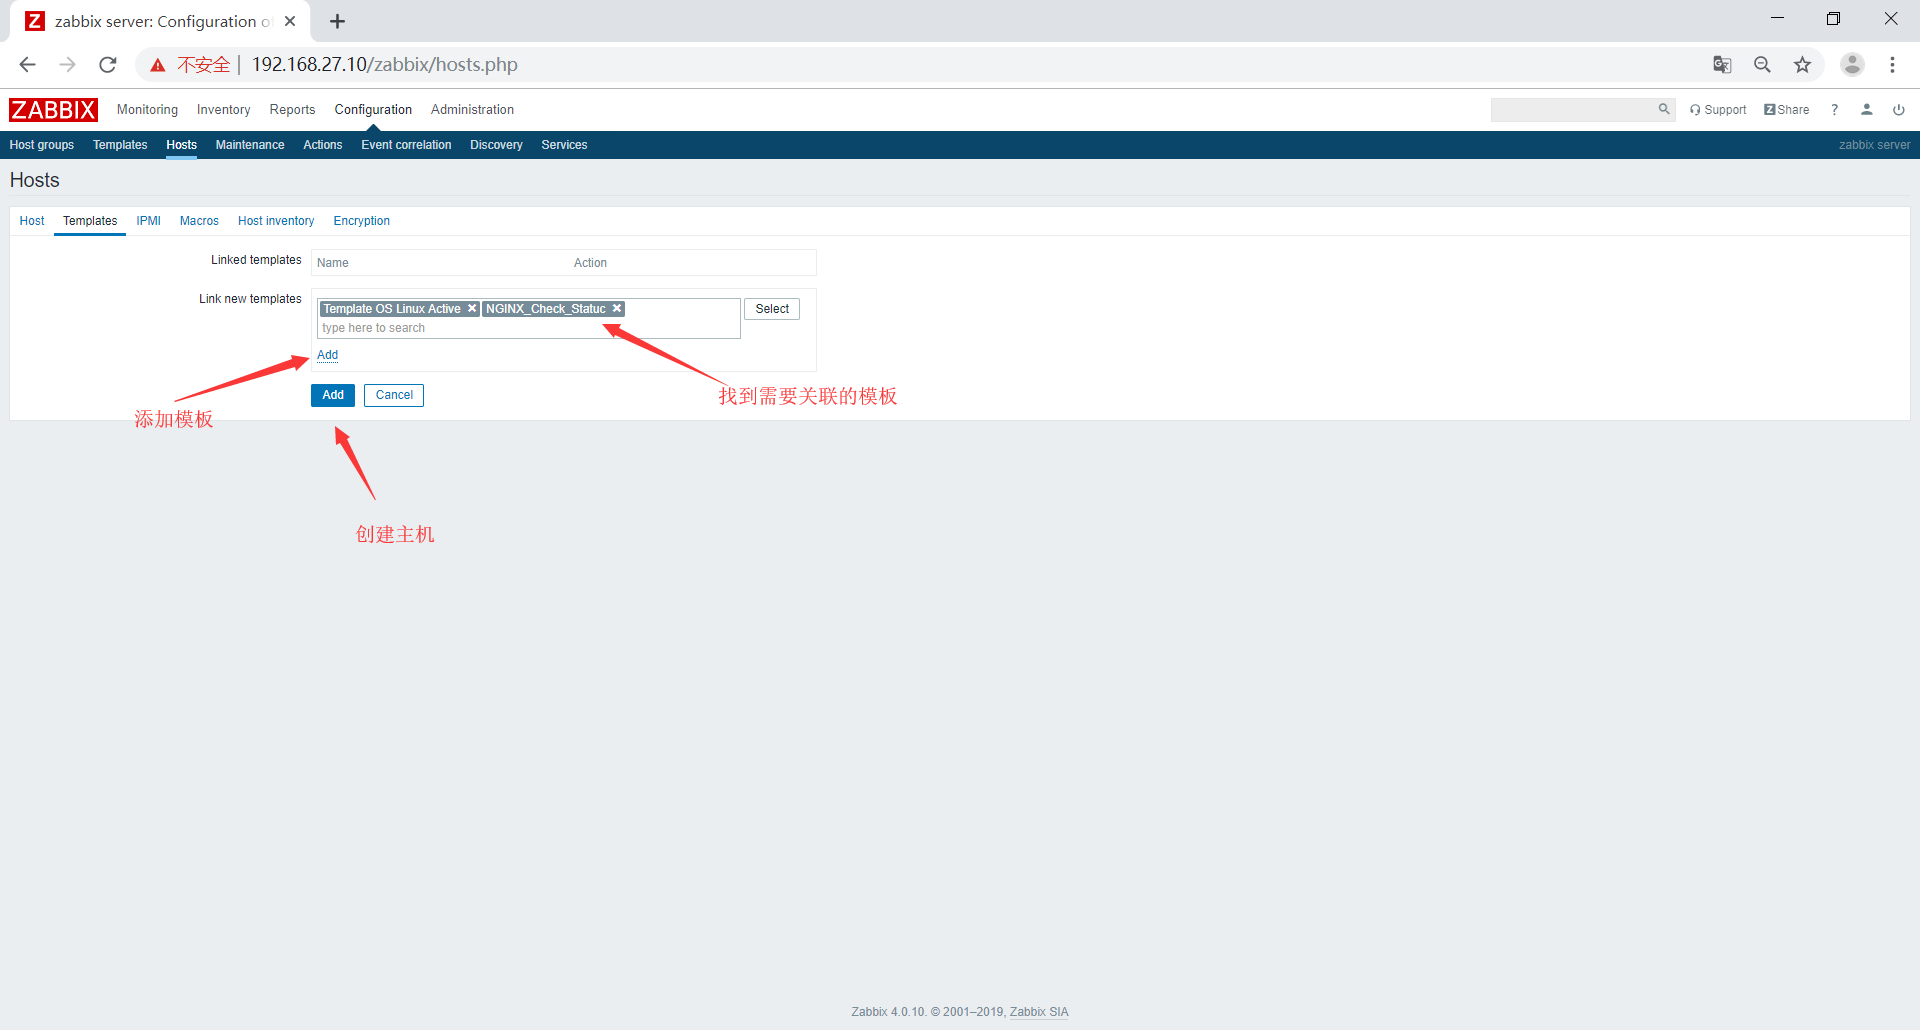 Z zabbix server: Configuration o
不安全 | 192.168.27.10/zabbix/hosts.php
ZABBIX Monitoring Inventory Reports Configuration Administration Support Z Share ?
Host groups Templates Hosts Maintenance Actions Event correlation Discovery Services zabbix server
Hosts
Host Templates IPMI Macros Host inventory Encryption
Linked templates Name Action
Link new templates Template OS Linux Active NGINX_Check_Statuc Select
type here to search
Add
Add Cancel
找到需要关联的模板
添加模板
创建主机
Zabbix 4.0.10. © 2001–2019, Zabbix SIA